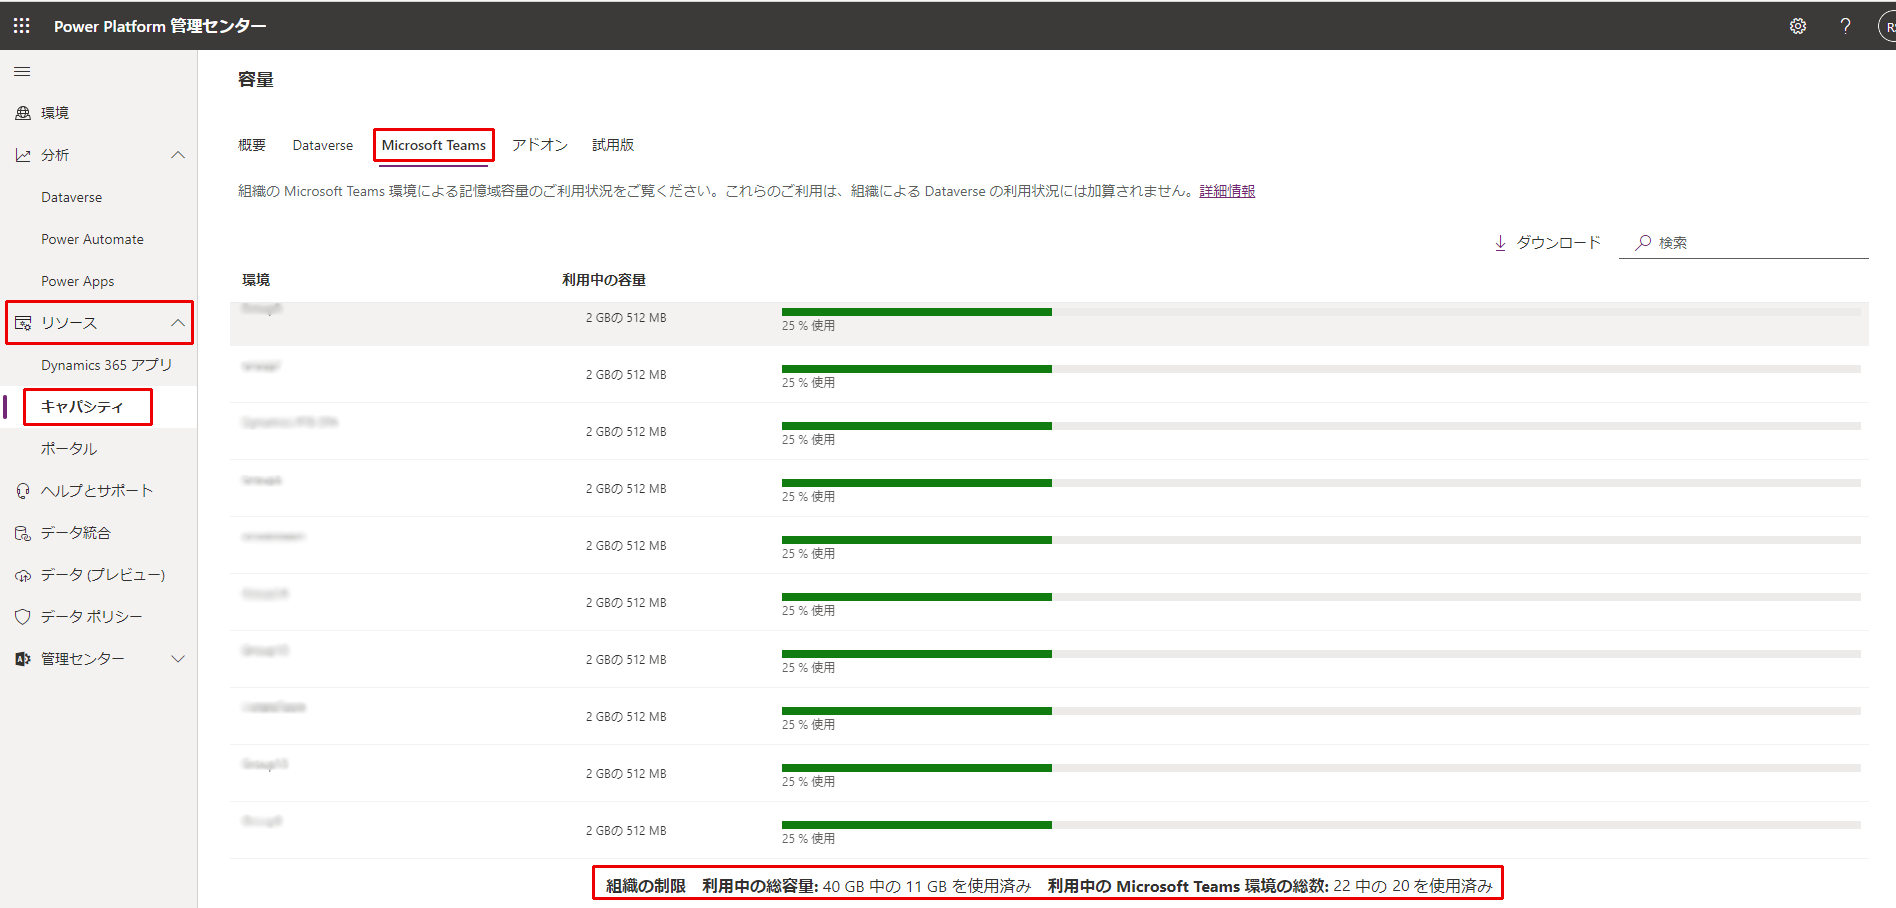 Power Platform 管理センター
?
RS
環境
分析
Dataverse
Power Automate
Power Apps
リソース
Dynamics 365 アプリ
キャパシティ
ポータル
ヘルプとサポート
データ統合
データ (プレビュー)
データ ポリシー
管理センター
容量
概要 Dataverse Microsoft Teams アドオン 試用版
組織の Microsoft Teams 環境による記憶域容量のご利用状況をご覧ください。これらのご利用は、組織による Dataverse の利用状況には加算されません。詳細情報
ダウンロード 検索
環境 利用中の容量
2 GBの 512 MB
25 % 使用
2 GBの 512 MB
25 % 使用
2 GBの 512 MB
25 % 使用
2 GBの 512 MB
25 % 使用
2 GBの 512 MB
25 % 使用
2 GBの 512 MB
25 % 使用
2 GBの 512 MB
25 % 使用
2 GBの 512 MB
25 % 使用
2 GBの 512 MB
25 % 使用
2 GBの 512 MB
25 % 使用
組織の制限 利用中の総容量: 40 GB 中の 11 GB を使用済み 利用中の Microsoft Teams 環境の総数: 22 中の 20 を使用済み